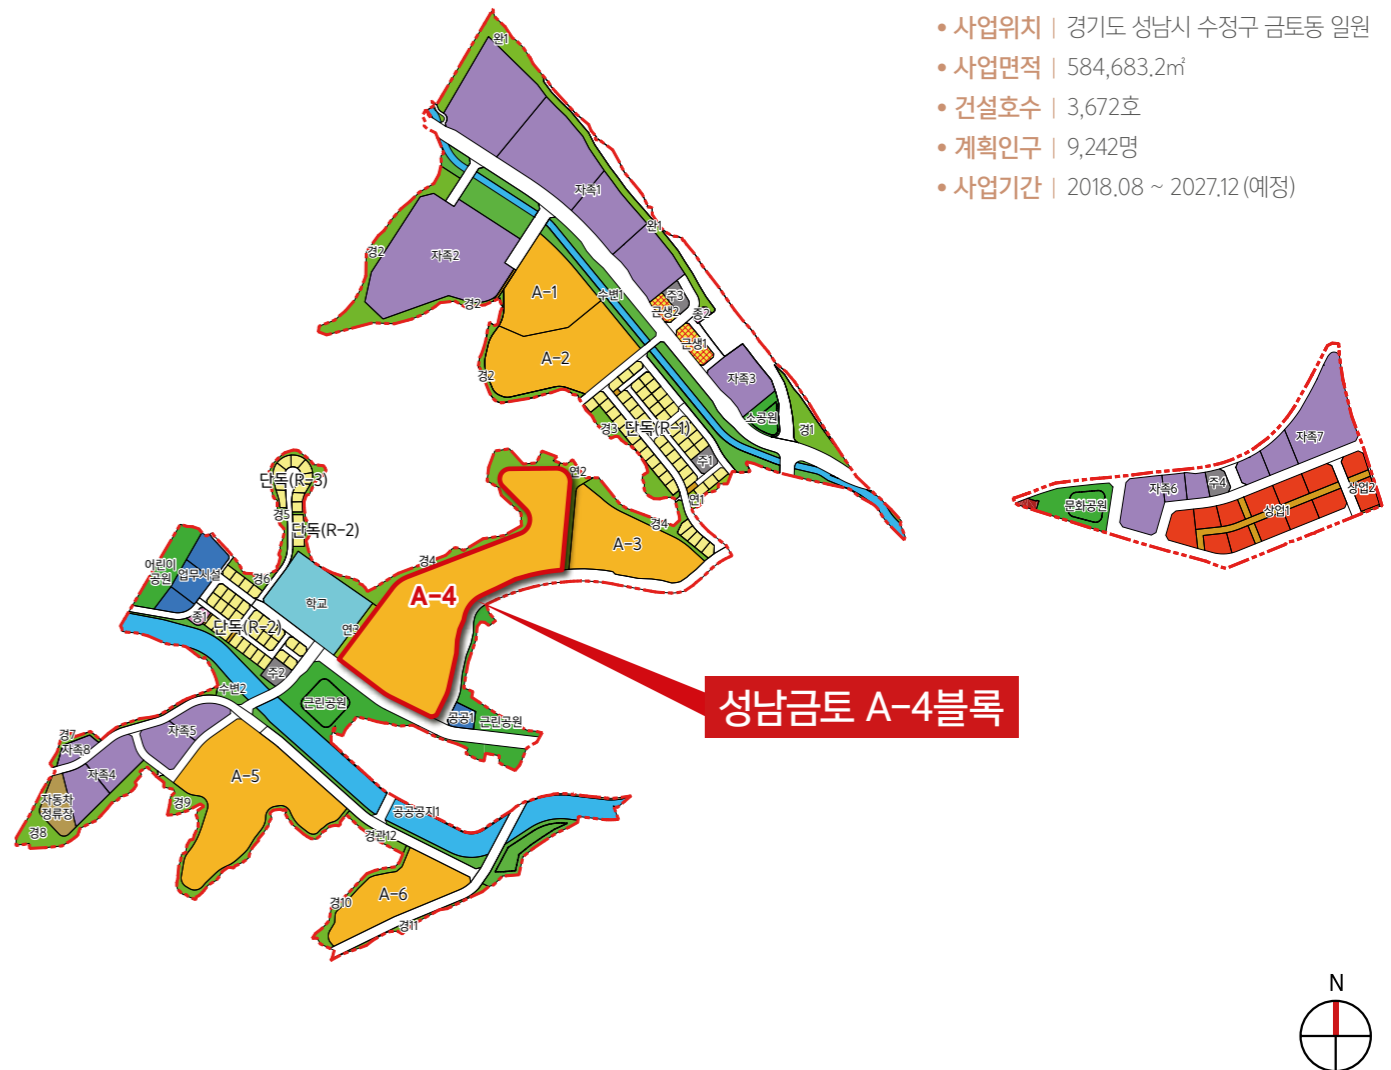 • 사업위치 | 경기도 성남시 수정구 금토동 일원
• 사업면적 | 584,683.2㎡
• 건설호수 | 3,672호
• 계획인구 | 9,242명
• 사업기간 | 2018.08 ~ 2027.12 (예정)
완1
자족1
완1
경2
자족2
경2
A-1
수변1
주3
근생2
종2
근생1
A-2
경2
자족3
소공원
경1
경3
단독(R-1)
주1
연1
연2
자족7
자족6
주4
상업2
문화공원
상업1
단독(R-3)
경5
단독(R-2)
경4
A-3
어린이
공원
업무시설
경6
경4
A-4
학교
종1
단독(R-2)
연3
주2
수변2
근린공원
공공1
근린공원
성남금토 A-4블록
경7
자족8
자족5
자족4
A-5
자동차
정류장
경9
경8
공공공지1
경관12
A-6
경10
경11
N